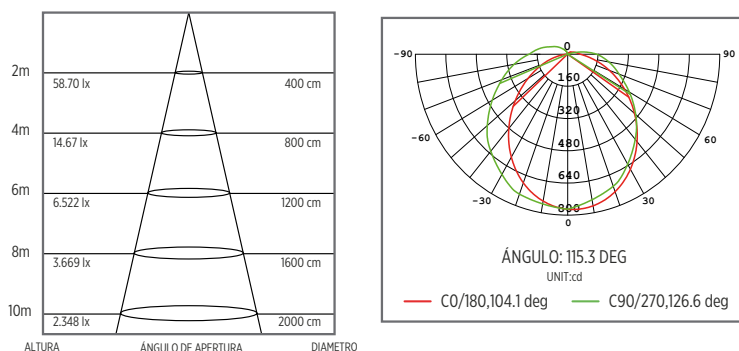 2m
58.70 lx
400 cm
4m
14.67 lx
800 cm
6m
6.522 lx
1200 cm
8m
3.669 lx
1600 cm
10m
2.348 lx
2000 cm
ALTURA
ÁNGULO DE APERTURA
DIAMETRO
0
-90
90
160
320
-60
60
480
640
-30
30
800
0
ÁNGULO: 115.3 DEG
UNIT:cd
C0/180,104.1 deg
C90/270,126.6 deg